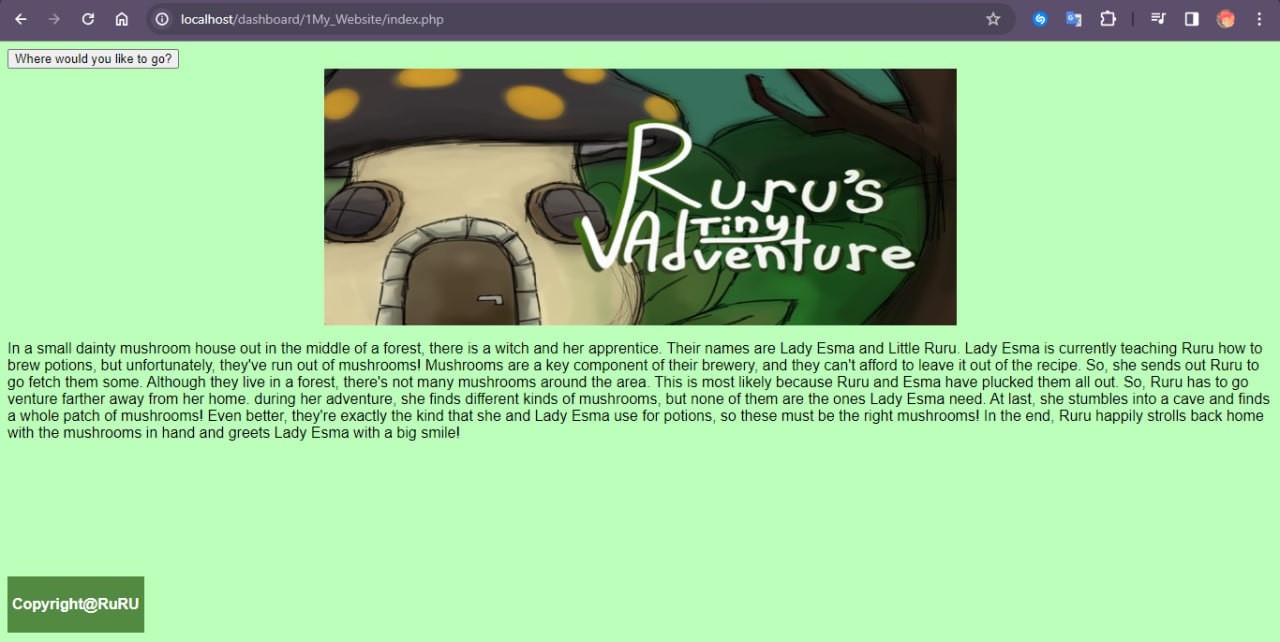 localhost/dashboard/1My_Website/index.php
Where would you like to go?
Ruru's
Tiny
Adventure
In a small dainty mushroom house out in the middle of a forest, there is a witch and her apprentice. Their names are Lady Esma and Little Ruru. Lady Esma is currently teaching Ruru how to
brew potions, but unfortunately, they've run out of mushrooms! Mushrooms are a key component of their brewery, and they can't afford to leave it out of the recipe. So, she sends out Ruru to
go fetch them some. Although they live in a forest, there's not many mushrooms around the area. This is most likely because Ruru and Esma have plucked them all out. So, Ruru has to go
venture farther away from her home. during her adventure, she finds different kinds of mushrooms, but none of them are the ones Lady Esma need. At last, she stumbles into a cave and finds
a whole patch of mushrooms! Even better, they're exactly the kind that she and Lady Esma use for potions, so these must be the right mushrooms! In the end, Ruru happily strolls back home
with the mushrooms in hand and greets Lady Esma with a big smile!
Copyright@RuRU